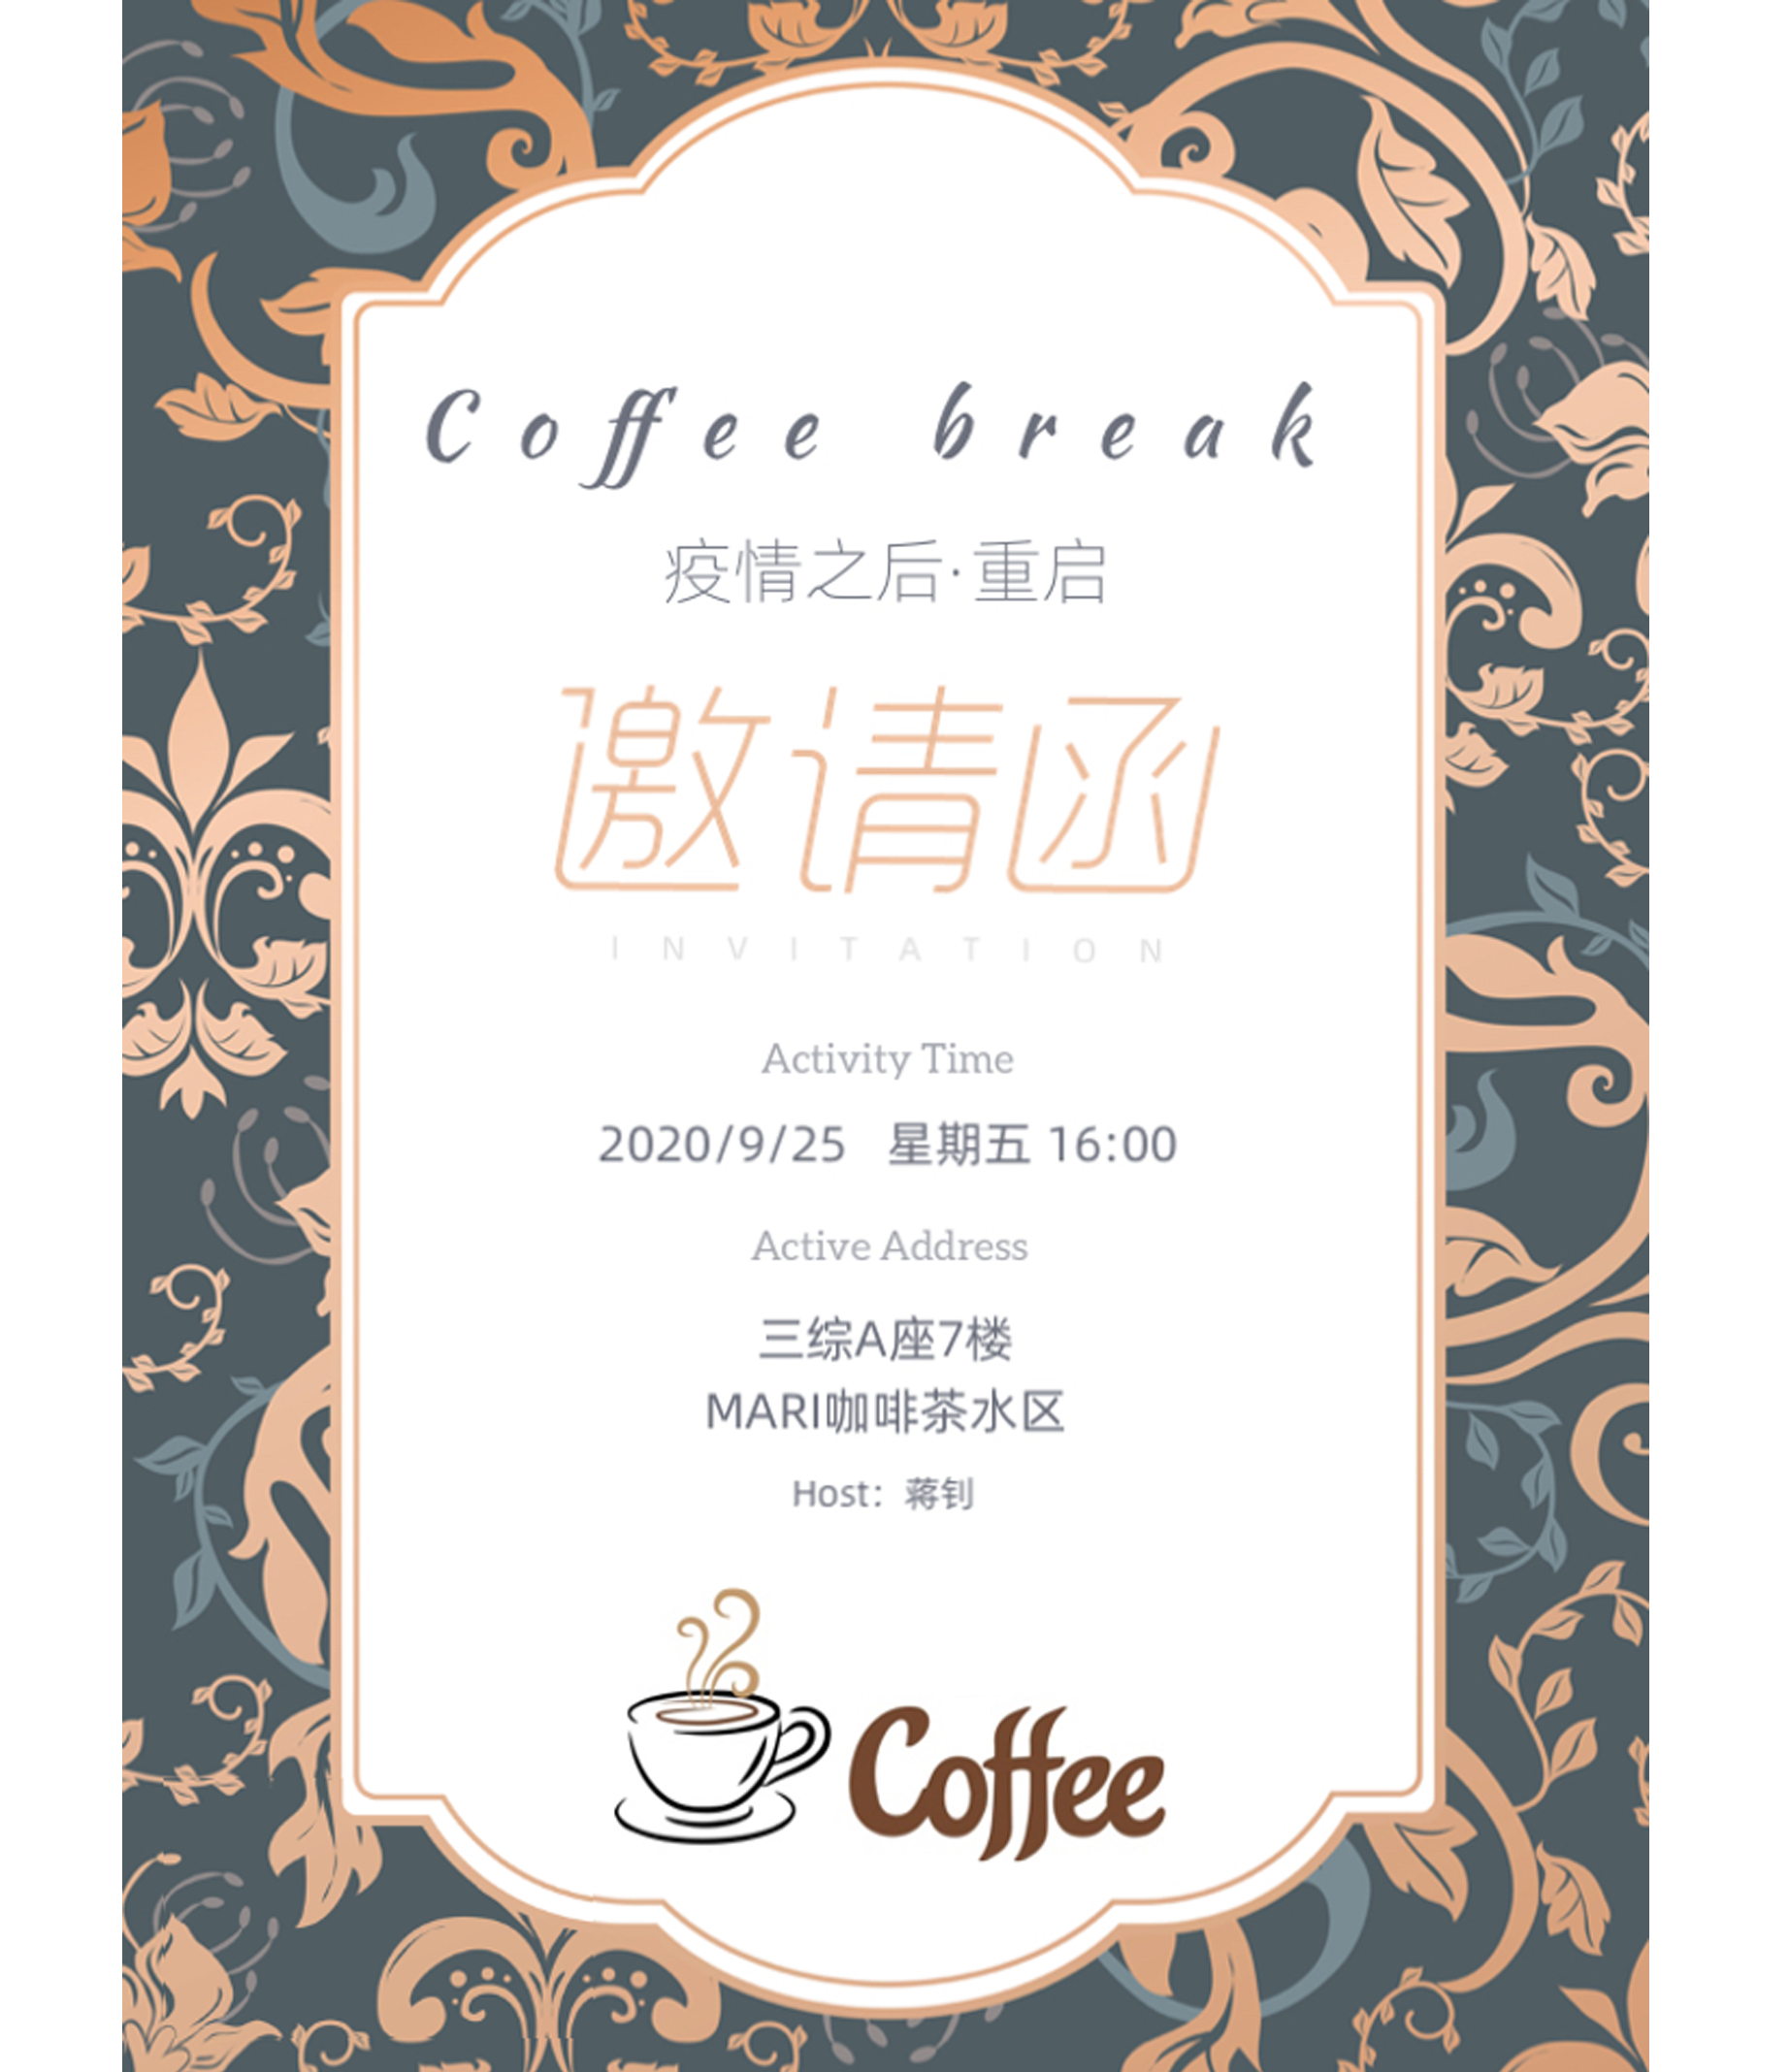 Coffee break
疫情之后·重启
邀请函
INVITATION
Activity Time
2020/9/25 星期五 16:00
Active Address
三综A座7楼
MARI咖啡茶水区
Host：蒋钊
Coffee